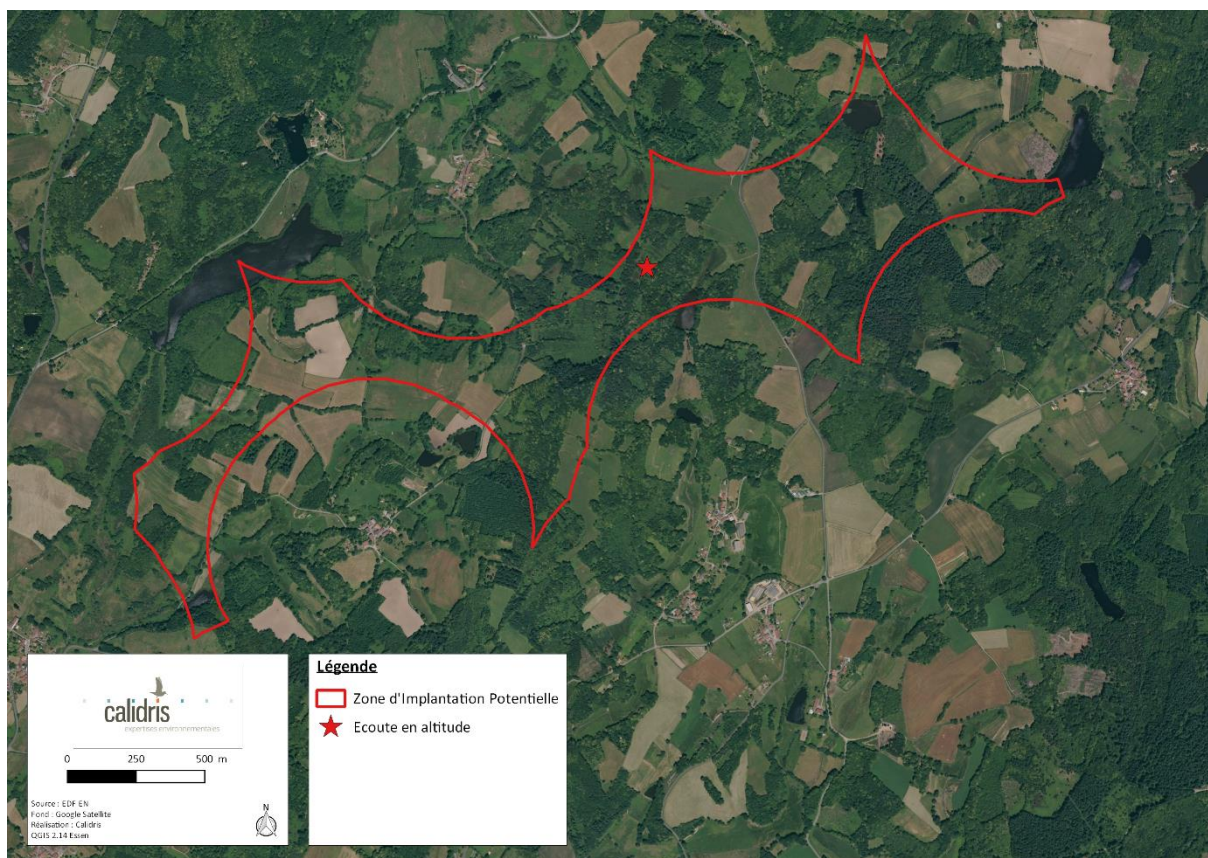 Légende
Zone d'Implantation Potentielle
Ecoute en altitude
calidris
expertises environnementales
0 250 500 m
Source : EDF EN
Fond : Google Satellite
Réalisation : Calidris
QGIS 2.14 Essen
N